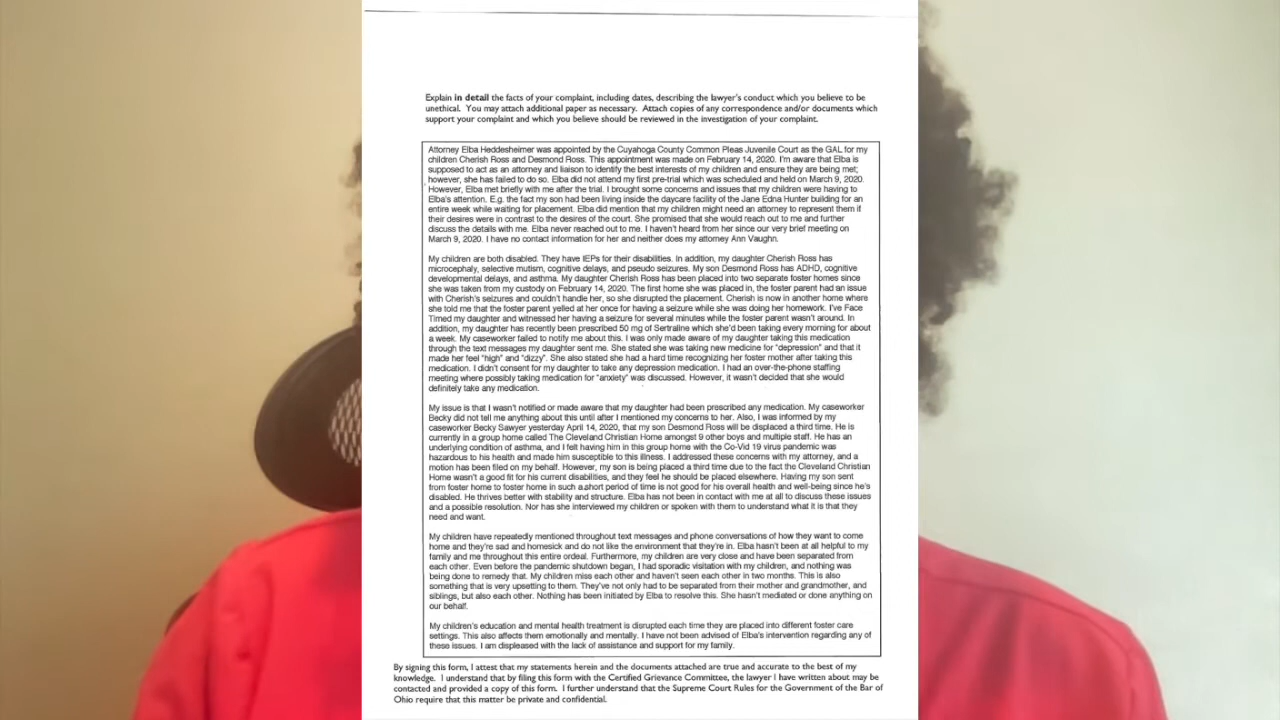 Explain in detail the facts of your complaint, including dates, describing the lawyer's conduct which you believe to be
unethical. You may attach additional paper as necessary. Attach copies of any correspondence and/or documents which
support your complaint and which you believe should be reviewed in the investigation of your complaint.
Attorney Elba Heddesheimer was appointed by the Cuyahoga County Common Pleas Juvenile Court as the GAL for my
children Cherish Ross and Desmond Ross. This appointment was made on February 14, 2020. I'm aware that Elba is
supposed to act as an attorney and liaison to identify the best interests of my children and ensure they are being met;
however, she has failed to do so. Elba did not attend my first pre-trial which was scheduled and held on March 9, 2020.
However, Elba met briefly with me after the trial. I brought some concerns and issues that my children were having to
Elba's attention. E.g. the fact my son had been living inside the daycare facility of the Jane Edna Hunter building for an
entire week while waiting for placement. Elba did mention that my children might need an attorney to represent them if
their desires were in contrast to the desires of the court. She promised that she would reach out to me and further
discuss the details with me. Elba never reached out to me. I haven't heard from her since our very brief meeting on
March 9, 2020. I have no contact information for her and neither does my attorney Ann Vaughn.
My children are both disabled. They have IEPs for their disabilities. In addition, my daughter Cherish Ross has
microcephaly, selective mutism, cognitive delays, and pseudo seizures. My son Desmond Ross has ADHD, cognitive
developmental delays, and asthma. My daughter Cherish Ross has been placed into two separate foster homes since
she was taken from my custody on February 14, 2020. The first home she was placed in, the foster parent had an issue
with Cherish's seizures and couldn't handle her, so she disrupted the placement. Cherish is now in another home where
she told me that the foster parent yelled at her once for having a seizure while she was doing her homework. I've Face
Timed my daughter and witnessed her having a seizure for several minutes while the foster parent wasn't around. In
addition, my daughter has recently been prescribed 50 mg of Sertraline which she'd been taking every morning for about
a week. My caseworker failed to notify me about this. I was only made aware of my daughter taking this medication
through the text messages my daughter sent me. She stated she was taking new medicine for "depression" and that it
made her feel "high" and "dizzy". She also stated she had a hard time recognizing her foster mother after taking this
medication. I didn't consent for my daughter to take any depression medication. I had an over-the-phone staffing
meeting where possibly taking medication for "anxiety" was discussed. However, it wasn't decided that she would
definitely take any medication.
My issue is that I wasn't notified or made aware that my daughter had been prescribed any medication. My caseworker
Becky did not tell me anything about this until after I mentioned my concerns to her. Also, I was informed by my
caseworker Becky Sawyer yesterday April 14, 2020, that my son Desmond Ross will be displaced a third time. He is
currently in a group home called The Cleveland Christian Home amongst 9 other boys and multiple staff. He has an
underlying condition of asthma, and I felt having him in this group home with the Co-Vid 19 virus pandemic was
hazardous to his health and made him susceptible to this illness. I addressed these concerns with my attorney, and a
motion has been filed on my behalf. However, my son is being placed a third time due to the fact the Cleveland Christian
Home wasn't a good fit for his current disabilities, and they feel he should be placed elsewhere. Having my son sent
from foster home to foster home in such a short period of time is not good for his overall health and well-being since he's
disabled. He thrives better with stability and structure. Elba has not been in contact with me at all to discuss these issues
and a possible resolution. Nor has she interviewed my children or spoken with them to understand what it is that they
need and want.
My children have repeatedly mentioned throughout text messages and phone conversations of how they want to come
home and they're sad and homesick and do not like the environment that they're in. Elba hasn't been at all helpful to my
family and me throughout this entire ordeal. Furthermore, my children are very close and have been separated from
each other. Even before the pandemic shutdown began, I had sporadic visitation with my children, and nothing was
being done to remedy that. My children miss each other and haven't seen each other in two months. This is also
something that is very upsetting to them. They've not only had to be separated from their mother and grandmother, and
siblings, but also each other. Nothing has been initiated by Elba to resolve this. She hasn't mediated or done anything on
our behalf.
My children's education and mental health treatment is disrupted each time they are placed into different foster care
settings. This also affects them emotionally and mentally. I have not been advised of Elba's intervention regarding any of
these issues. I am displeased with the lack of assistance and support for my family.
By signing this form, I attest that my statements herein and the documents attached are true and accurate to the best of my
knowledge. I understand that by filing this form with the Certified Grievance Committee, the lawyer I have written about may be
contacted and provided a copy of this form. I further understand that the Supreme Court Rules for the Government of the Bar of
Ohio require that this matter be private and confidential.